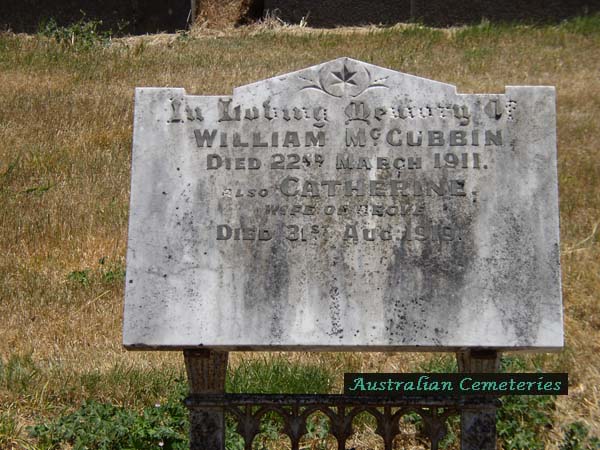 In Loving Memory Of
WILLIAM McCUBBIN,
DIED 22ND MARCH 1911.
ALSO CATHERINE,
WIFE OF ABOVE
DIED 31ST AUG. 1919.
Australian Cemeteries